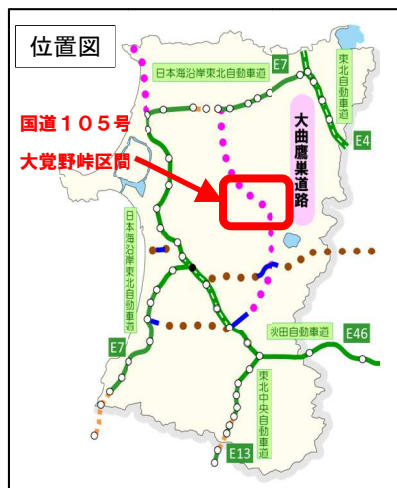 位置図
E7
日本海沿岸東北自動車道
東北自動車道
国道105号
大覚野峠区間
大曲鷹巣道路
E4
日本海沿岸東北自動車道
秋田自動車道
E46
E7
東北中央自動車道
E13